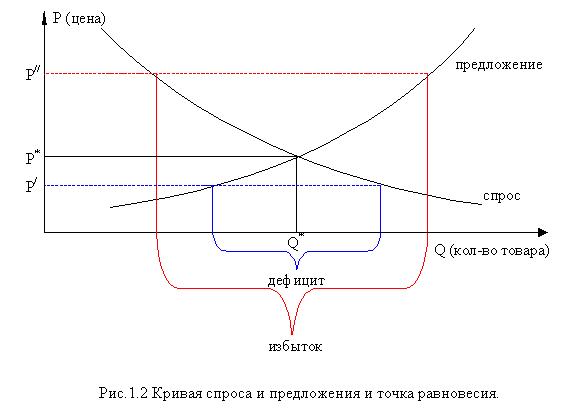 P (цена)
предложение
P//
P*
P/
спрос
Q*
Q (кол-во товара)
дефицит
избыток
Рис.1.2 Кривая спроса и предложения и точка равновесия.